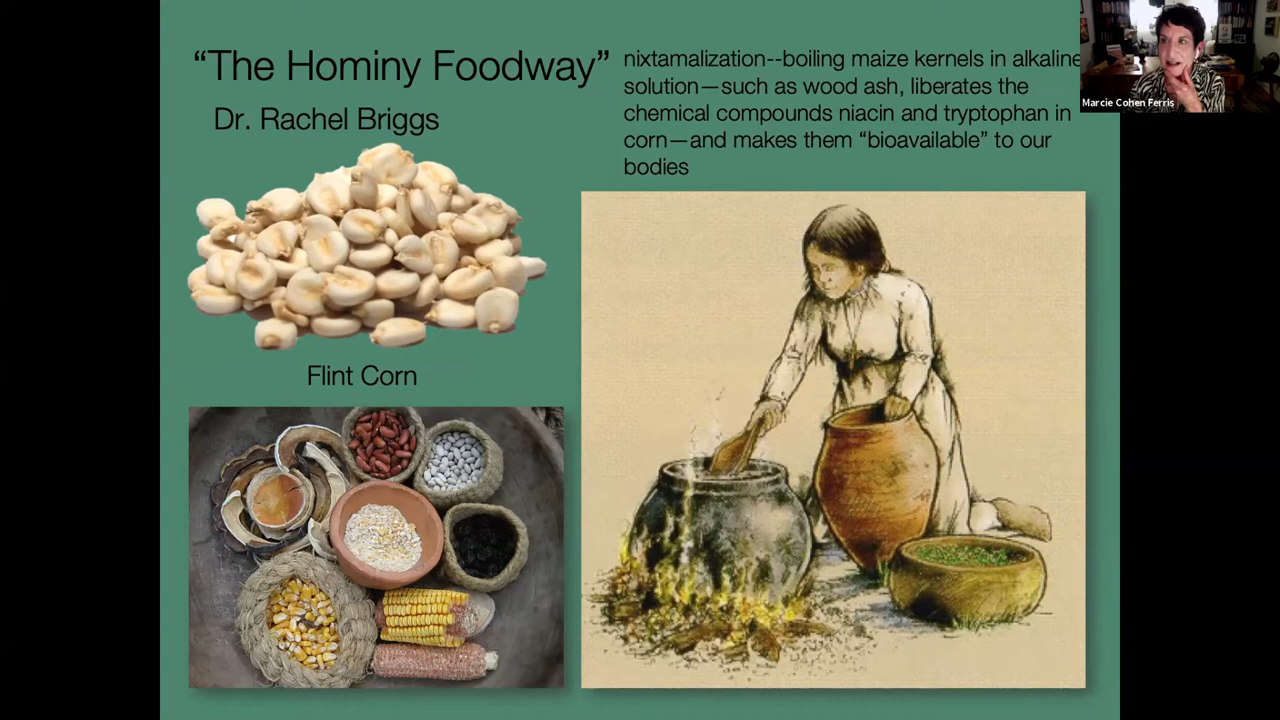 “The Hominy Foodway”
Dr. Rachel Briggs
nixtamalization--boiling maize kernels in alkaline
solution—such as wood ash, liberates the
chemical compounds niacin and tryptophan in
corn—and makes them “bioavailable” to our
bodies
Marcie Cohen Ferris
Flint Corn